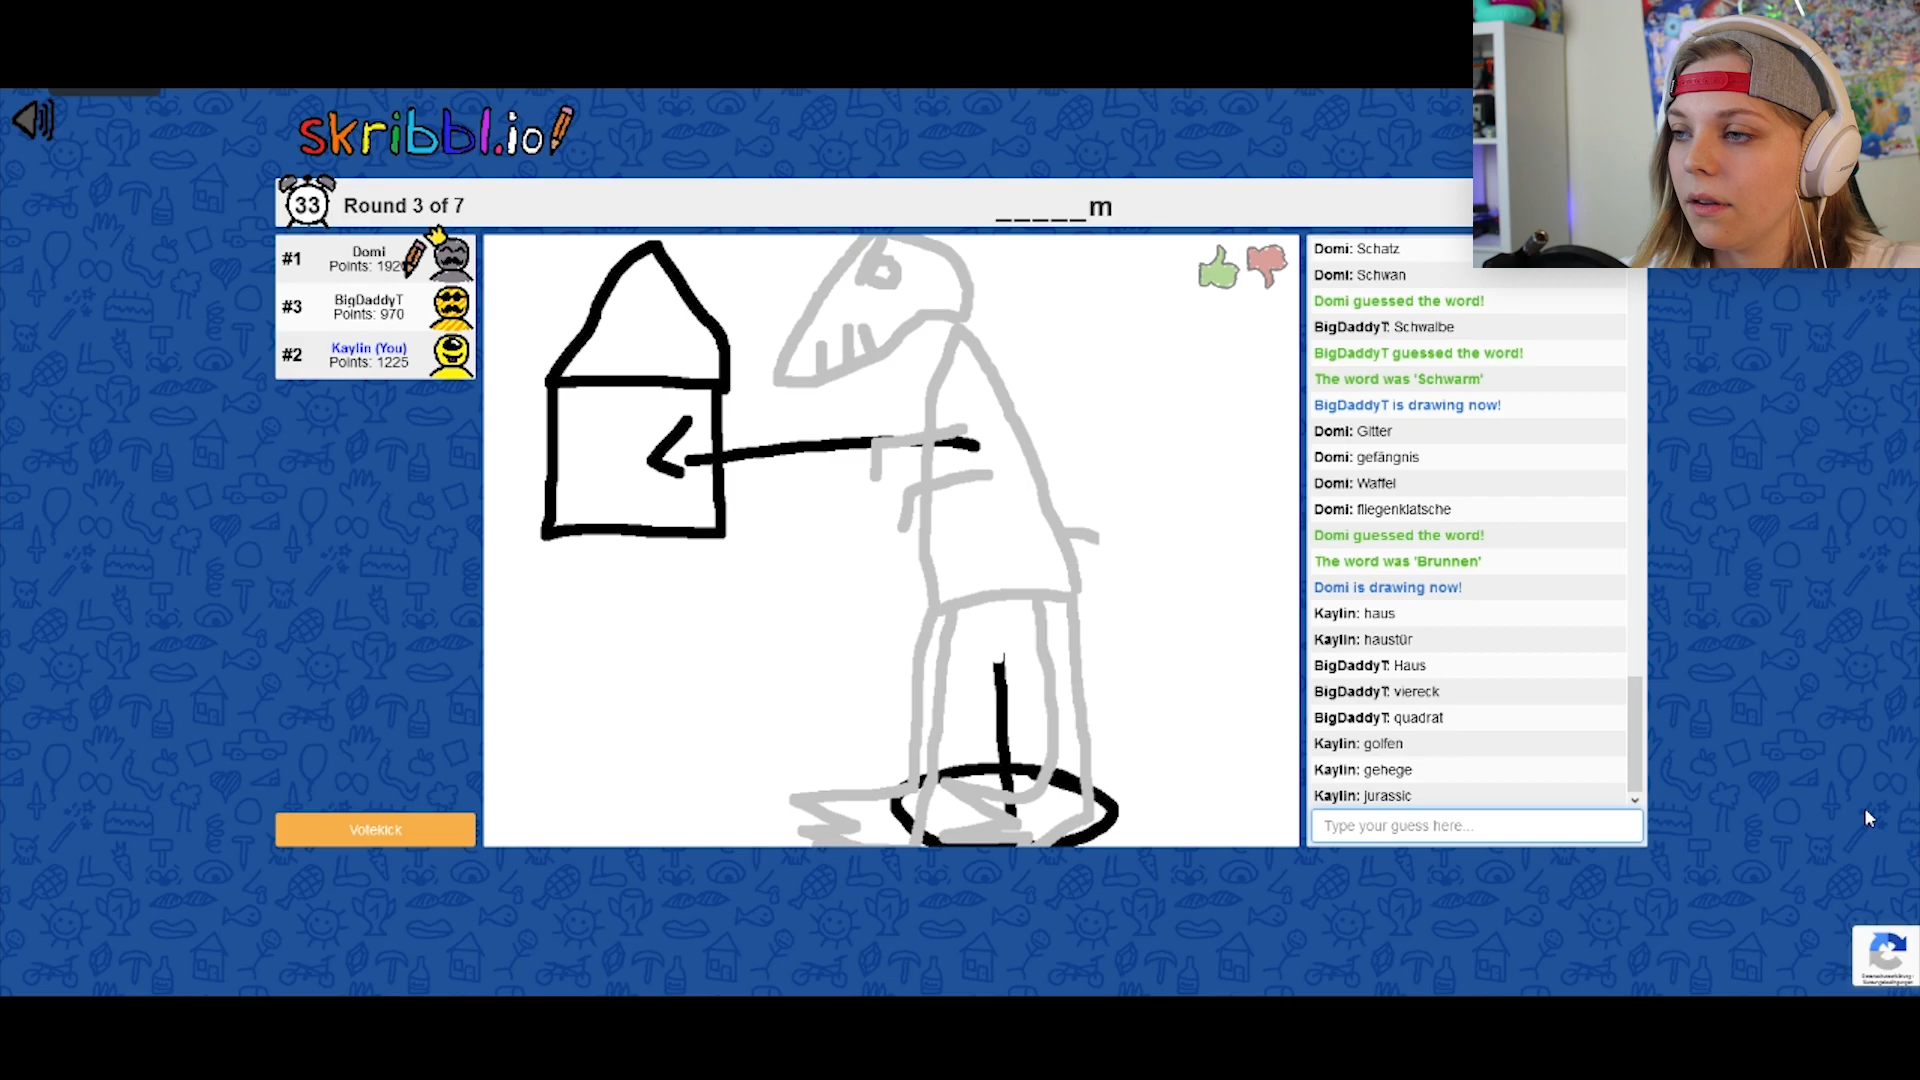 skribbl.io
33
Round 3 of 7
_____m
#1
Domi
Points: 192
#3
BigDaddyT
Points: 970
#2
Kaylin (You)
Points: 1225
Votekick
Domi: Schatz
Domi: Schwan
Domi guessed the word!
BigDaddyT: Schwalbe
BigDaddyT guessed the word!
The word was 'Schwarm'
BigDaddyT is drawing now!
Domi: Gitter
Domi: gefängnis
Domi: Waffel
Domi: fliegenklatsche
Domi guessed the word!
The word was 'Brunnen'
Domi is drawing now!
Kaylin: haus
Kaylin: haustür
BigDaddyT: Haus
BigDaddyT: viereck
BigDaddyT: quadrat
Kaylin: golfen
Kaylin: gehege
Kaylin: jurassic
Type your guess here...